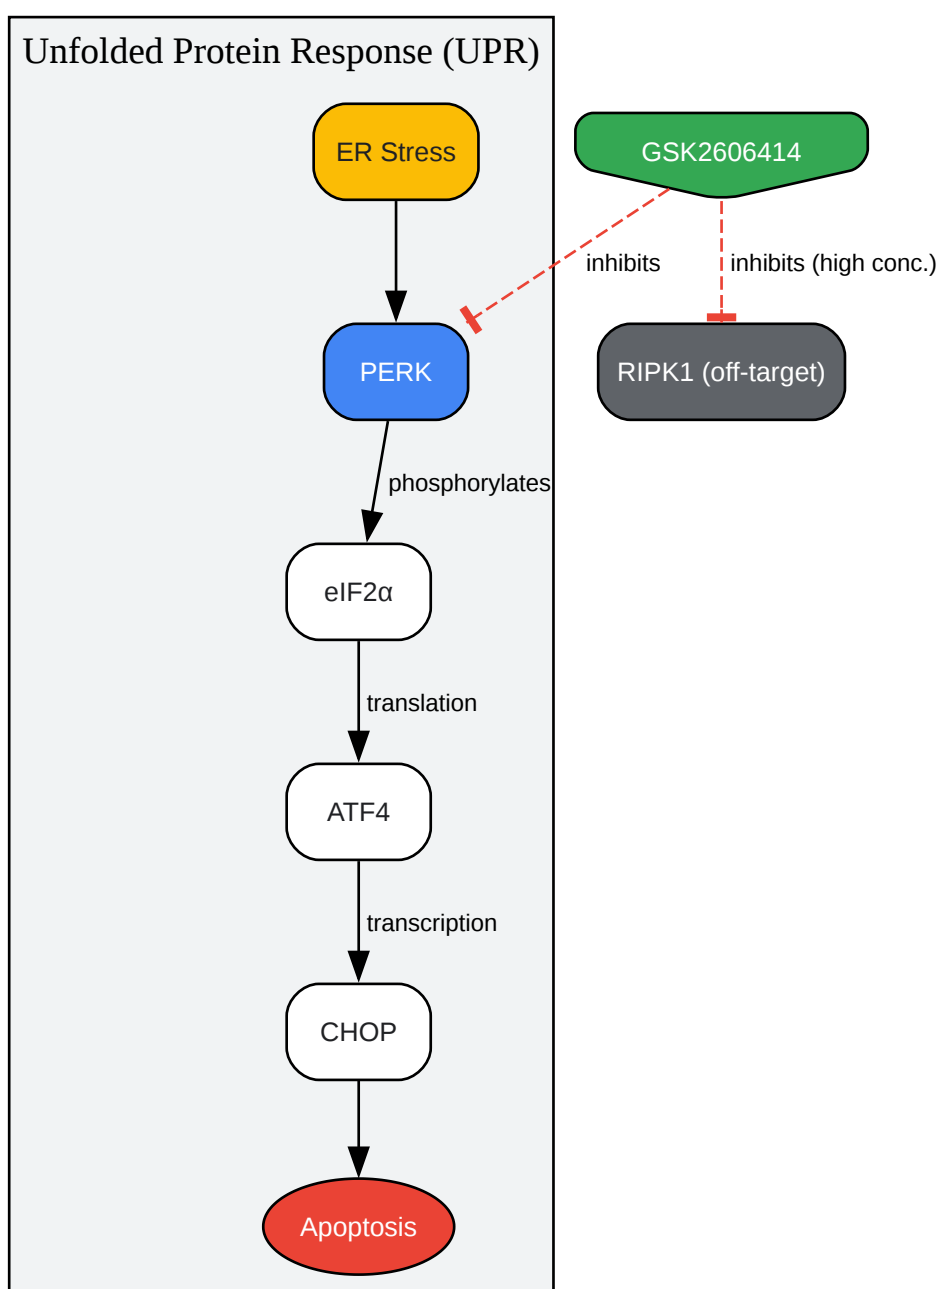 Unfolded Protein Response (UPR)
ER Stress
GSK2606414
inhibits
inhibits (high conc.)
PERK
RIPK1 (off-target)
phosphorylates
eIF2α
translation
ATF4
transcription
CHOP
Apoptosis